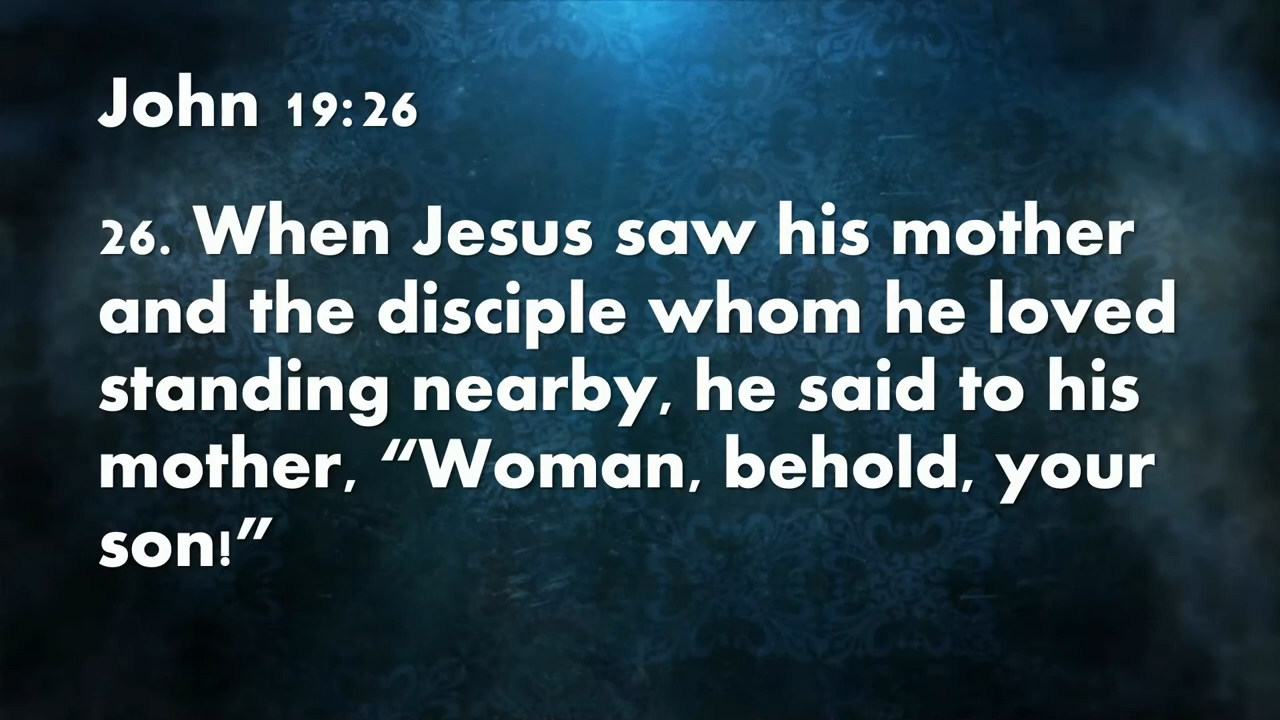 John 19:26
26. When Jesus saw his mother
and the disciple whom he loved
standing nearby, he said to his
mother, “Woman, behold, your
son!”